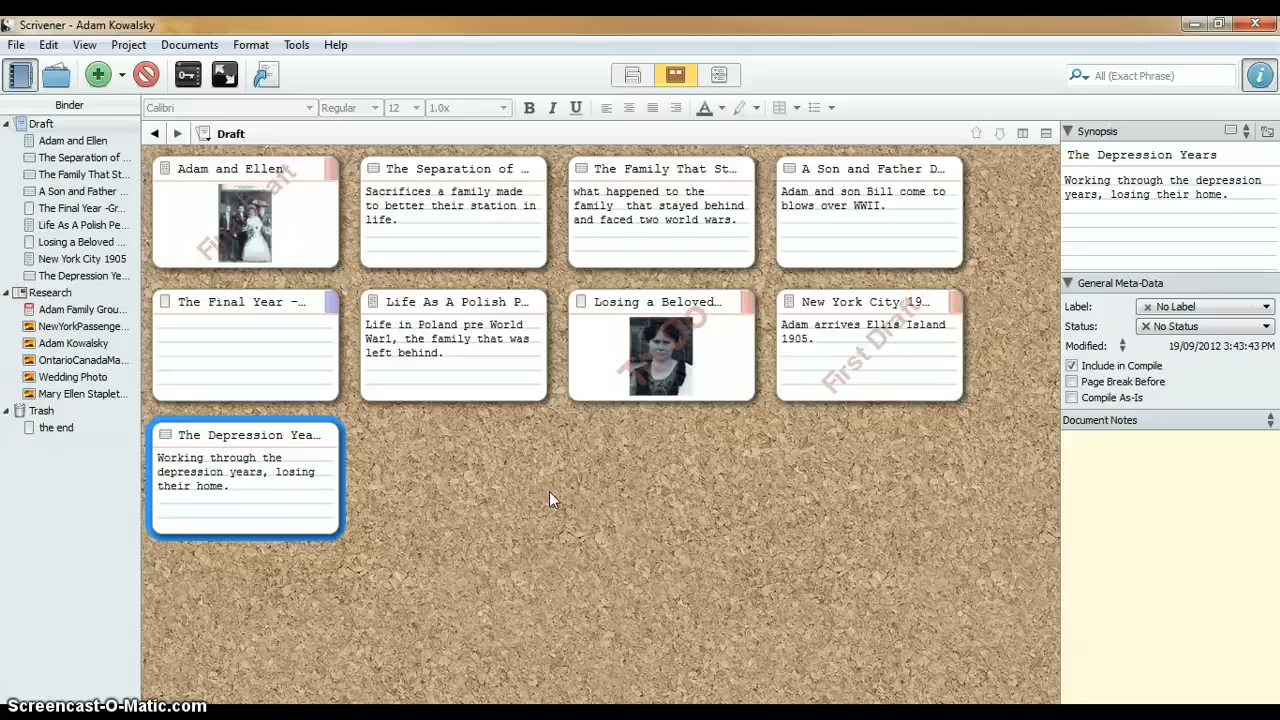 Scrivener - Adam Kowalsky
File Edit View Project Documents Format Tools Help
All (Exact Phrase)
Binder
Calibri Regular 12 1.0x B I U A
Draft
Adam and Ellen
The Separation of ...
The Family That St...
A Son and Father ...
The Final Year -Gr...
Life As A Polish Pe...
Losing a Beloved ...
New York City 1905
The Depression Ye...
Research
Adam Family Grou...
NewYorkPassenge...
Adam Kowalsky
OntarioCanadaMa...
Wedding Photo
Mary Ellen Staplet...
Trash
the end
Draft
Adam and Ellen
First Draft
The Separation of ...
Sacrifices a family made
to better their station in
life.
The Family That St...
what happened to the
family that stayed behind
and faced two world wars.
A Son and Father D...
Adam and son Bill come to
blows over WWII.
The Final Year -...
Life As A Polish P...
Life in Poland pre World
War1, the family that was
left behind.
Losing a Beloved...
To Do
New York City 19...
Adam arrives Ellis Island
1905.
First Draft
The Depression Yea...
Working through the
depression years, losing
their home.
Synopsis
The Depression Years
Working through the depression
years, losing their home.
General Meta-Data
Label: No Label
Status: No Status
Modified: 19/09/2012 3:43:43 PM
Include in Compile
Page Break Before
Compile As-Is
Document Notes
Screencast-O-Matic.com